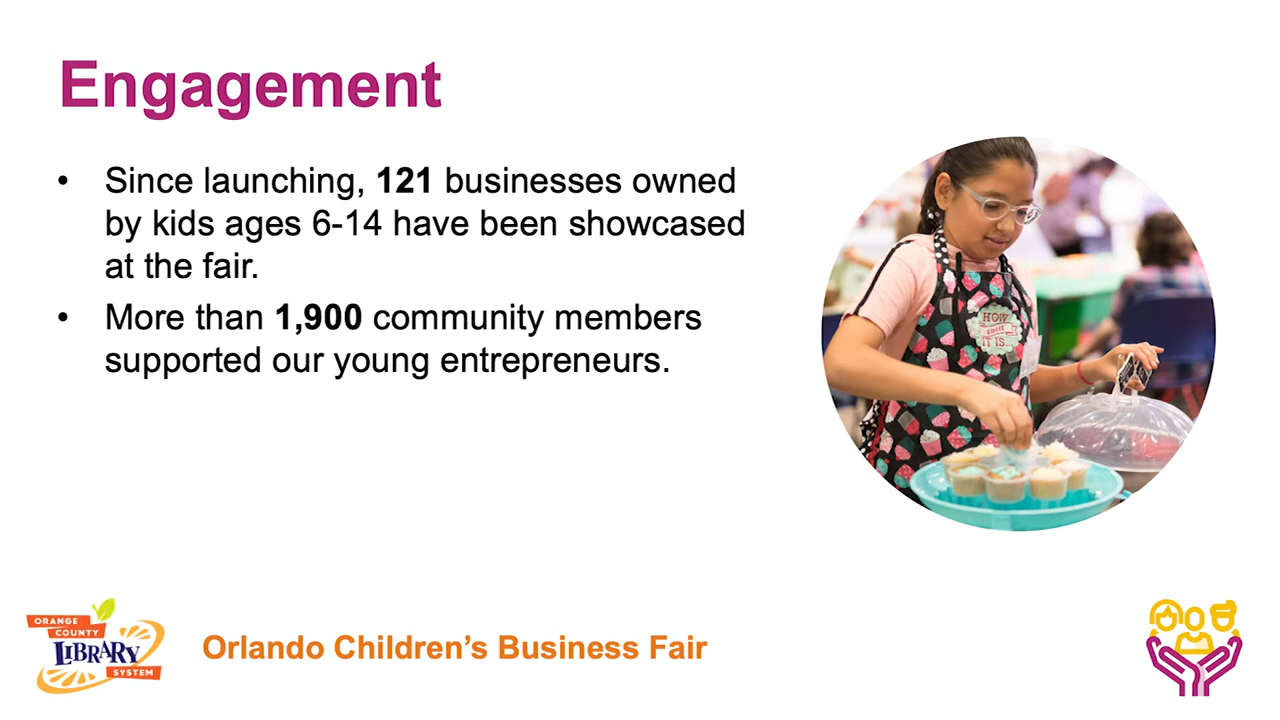 Engagement
• Since launching, 121 businesses owned
by kids ages 6-14 have been showcased
at the fair.
• More than 1,900 community members
supported our young entrepreneurs.
HOW
sweet
IT IS...
ORANGE
COUNTY
LIBRARY
SYSTEM
Orlando Children’s Business Fair